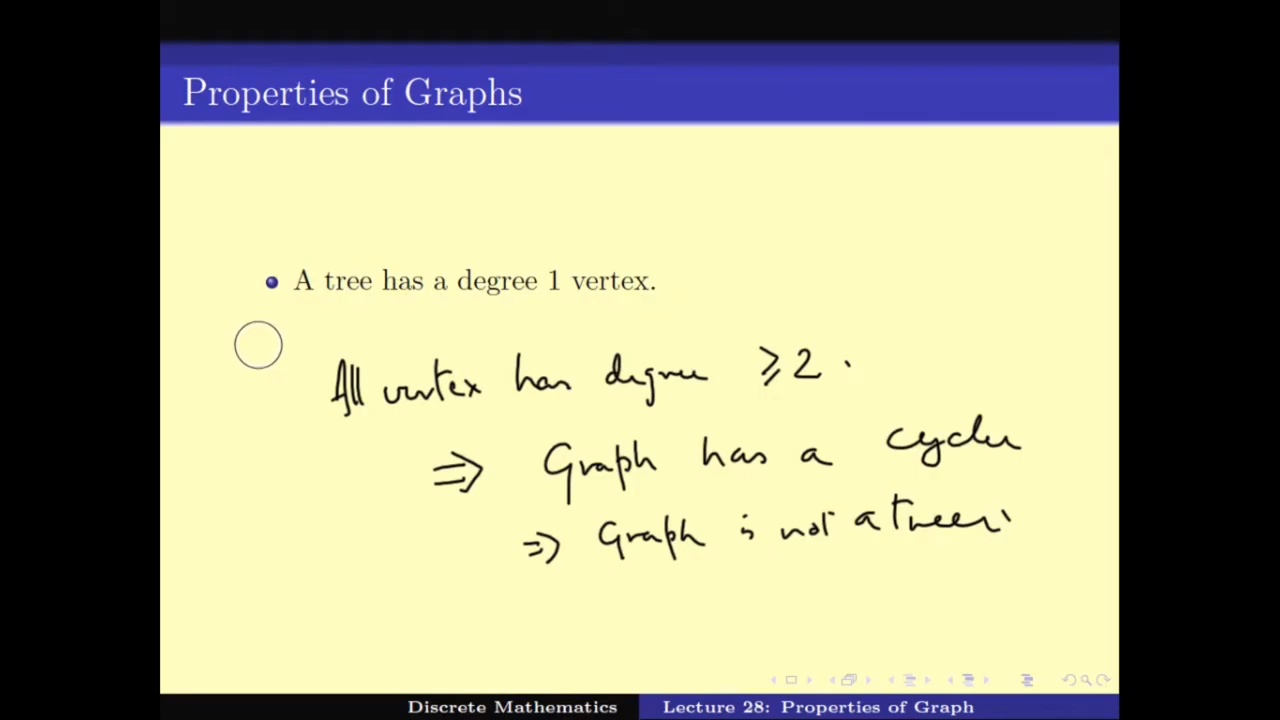 Properties of Graphs
A tree has a degree 1 vertex.
All vertex has degree ⩾ 2.
⇒ Graph has a cycle
⇒ Graph is not a tree.
Discrete Mathematics Lecture 28: Properties of Graph